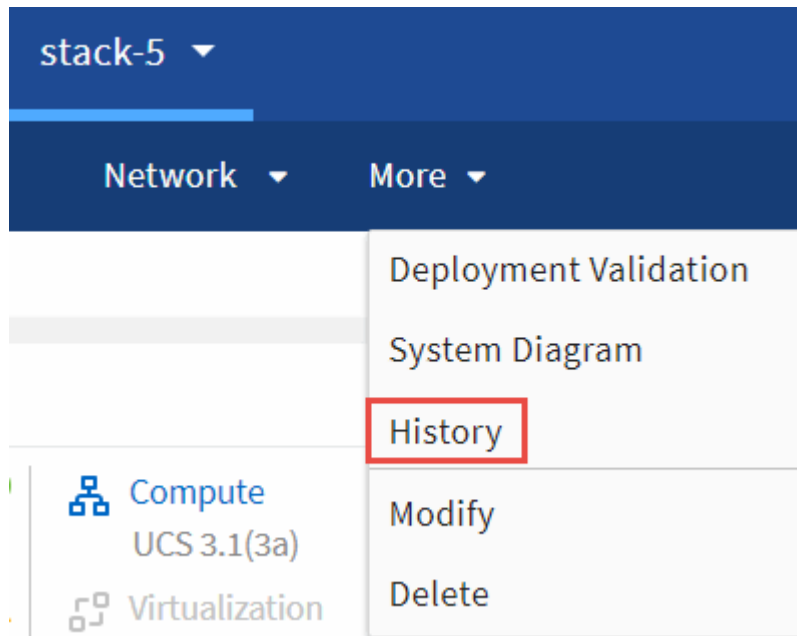 stack-5
Network
More
Deployment Validation
System Diagram
History
Compute
UCS 3.1(3a)
Modify
Virtualization
Delete